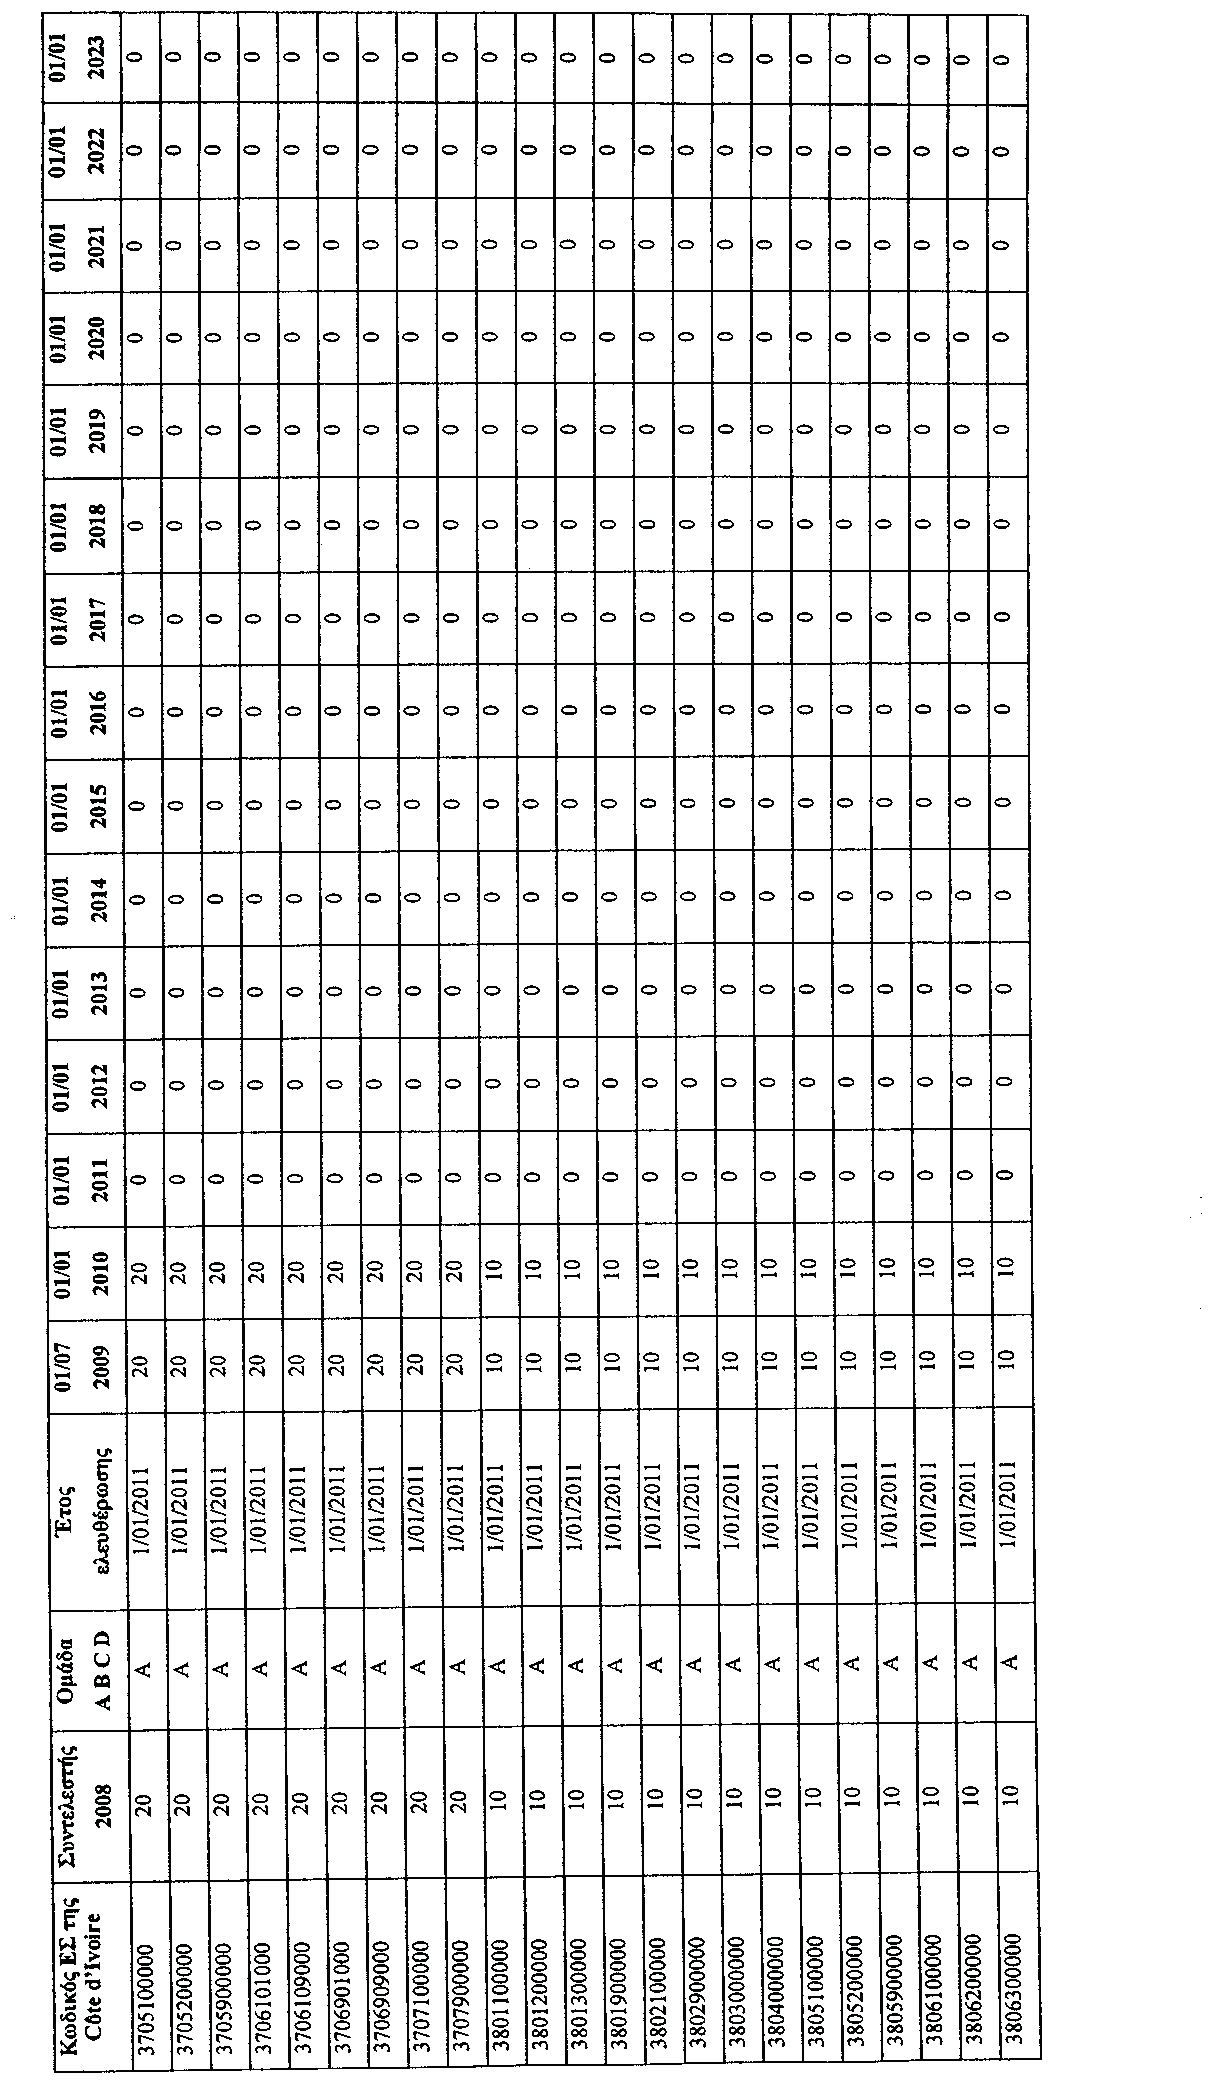 Κοδικός ΕΣ της Côte d'Ivoire | Συντελεστής 2008 | Ομάδα A B C D | Έτος ελευθέρωσης | 01/07 2009 | 01/01 2010 | 01/01 2011 | 01/01 2012 | 01/01 2013 | 01/01 2014 | 01/01 2015 | 01/01 2016 | 01/01 2017 | 01/01 2018 | 01/01 2019 | 01/01 2020 | 01/01 2021 | 01/01 2022 | 01/01 2023
3705100000 | 20 | A | 1/01/2011 | 20 | 20 | 0 | 0 | 0 | 0 | 0 | 0 | 0 | 0 | 0 | 0 | 0 | 0 | 0
3705200000 | 20 | A | 1/01/2011 | 20 | 20 | 0 | 0 | 0 | 0 | 0 | 0 | 0 | 0 | 0 | 0 | 0 | 0 | 0
3705900000 | 20 | A | 1/01/2011 | 20 | 20 | 0 | 0 | 0 | 0 | 0 | 0 | 0 | 0 | 0 | 0 | 0 | 0 | 0
3706101000 | 20 | A | 1/01/2011 | 20 | 20 | 0 | 0 | 0 | 0 | 0 | 0 | 0 | 0 | 0 | 0 | 0 | 0 | 0
3706109000 | 20 | A | 1/01/2011 | 20 | 20 | 0 | 0 | 0 | 0 | 0 | 0 | 0 | 0 | 0 | 0 | 0 | 0 | 0
3706901000 | 20 | A | 1/01/2011 | 20 | 20 | 0 | 0 | 0 | 0 | 0 | 0 | 0 | 0 | 0 | 0 | 0 | 0 | 0
3706909000 | 20 | A | 1/01/2011 | 20 | 20 | 0 | 0 | 0 | 0 | 0 | 0 | 0 | 0 | 0 | 0 | 0 | 0 | 0
3707100000 | 20 | A | 1/01/2011 | 20 | 20 | 0 | 0 | 0 | 0 | 0 | 0 | 0 | 0 | 0 | 0 | 0 | 0 | 0
3707900000 | 20 | A | 1/01/2011 | 20 | 20 | 0 | 0 | 0 | 0 | 0 | 0 | 0 | 0 | 0 | 0 | 0 | 0 | 0
3801100000 | 10 | A | 1/01/2011 | 10 | 10 | 0 | 0 | 0 | 0 | 0 | 0 | 0 | 0 | 0 | 0 | 0 | 0 | 0
3801200000 | 10 | A | 1/01/2011 | 10 | 10 | 0 | 0 | 0 | 0 | 0 | 0 | 0 | 0 | 0 | 0 | 0 | 0 | 0
3801300000 | 10 | A | 1/01/2011 | 10 | 10 | 0 | 0 | 0 | 0 | 0 | 0 | 0 | 0 | 0 | 0 | 0 | 0 | 0
3801900000 | 10 | A | 1/01/2011 | 10 | 10 | 0 | 0 | 0 | 0 | 0 | 0 | 0 | 0 | 0 | 0 | 0 | 0 | 0
3802100000 | 10 | A | 1/01/2011 | 10 | 10 | 0 | 0 | 0 | 0 | 0 | 0 | 0 | 0 | 0 | 0 | 0 | 0 | 0
3802900000 | 10 | A | 1/01/2011 | 10 | 10 | 0 | 0 | 0 | 0 | 0 | 0 | 0 | 0 | 0 | 0 | 0 | 0 | 0
3803000000 | 10 | A | 1/01/2011 | 10 | 10 | 0 | 0 | 0 | 0 | 0 | 0 | 0 | 0 | 0 | 0 | 0 | 0 | 0
3804000000 | 10 | A | 1/01/2011 | 10 | 10 | 0 | 0 | 0 | 0 | 0 | 0 | 0 | 0 | 0 | 0 | 0 | 0 | 0
3805100000 | 10 | A | 1/01/2011 | 10 | 10 | 0 | 0 | 0 | 0 | 0 | 0 | 0 | 0 | 0 | 0 | 0 | 0 | 0
3805200000 | 10 | A | 1/01/2011 | 10 | 10 | 0 | 0 | 0 | 0 | 0 | 0 | 0 | 0 | 0 | 0 | 0 | 0 | 0
3805900000 | 10 | A | 1/01/2011 | 10 | 10 | 0 | 0 | 0 | 0 | 0 | 0 | 0 | 0 | 0 | 0 | 0 | 0 | 0
3806100000 | 10 | A | 1/01/2011 | 10 | 10 | 0 | 0 | 0 | 0 | 0 | 0 | 0 | 0 | 0 | 0 | 0 | 0 | 0
3806200000 | 10 | A | 1/01/2011 | 10 | 10 | 0 | 0 | 0 | 0 | 0 | 0 | 0 | 0 | 0 | 0 | 0 | 0 | 0
3806300000 | 10 | A | 1/01/2011 | 10 | 10 | 0 | 0 | 0 | 0 | 0 | 0 | 0 | 0 | 0 | 0 | 0 | 0 | 0